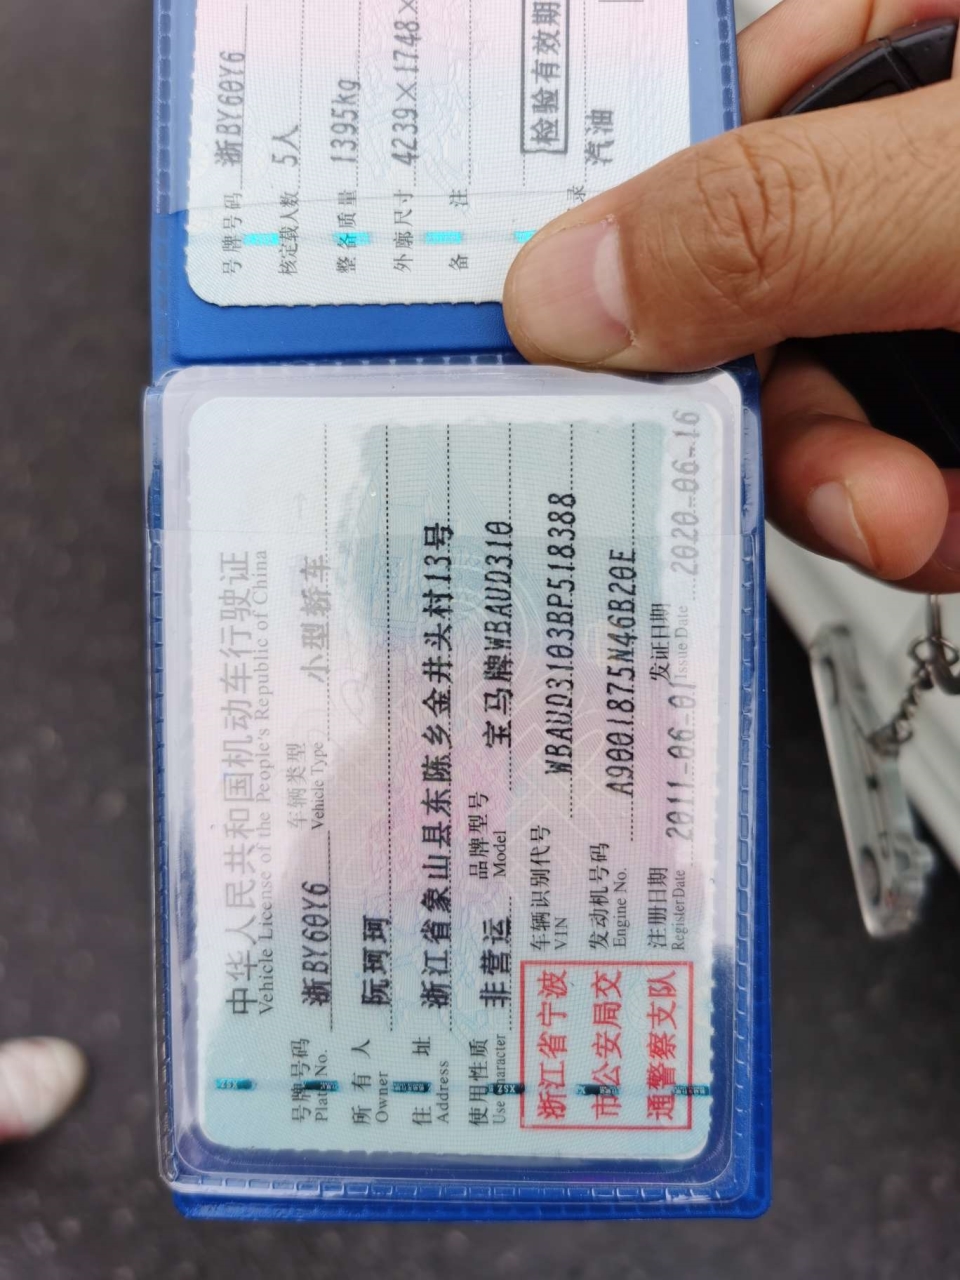 中华人民共和国机动车行驶证
Vehicle License of the People's Republic of China
号牌号码 浙BY60Y6 车辆类型 小型轿车
Plate No. Vehicle Type
所有人 阮珂珂
Owner
住址 浙江省象山县东陈乡金井头村13号
Address
使用性质 非营运 品牌型号 宝马牌WBAUD310
Use Character Model
浙江省宁波
市公安局交
通警察支队
车辆识别代号 WBAUD3103BP518388
VIN
发动机号码 A9001875N46B20E
Engine No.
注册日期 2011-06-01 发证日期 2020-06-16
Register Date Issue Date
号牌号码 浙BY60Y6
核定载人数 5人
整备质量 1395kg
外廓尺寸 4239×1748×
备注
检验有效期
录 汽油